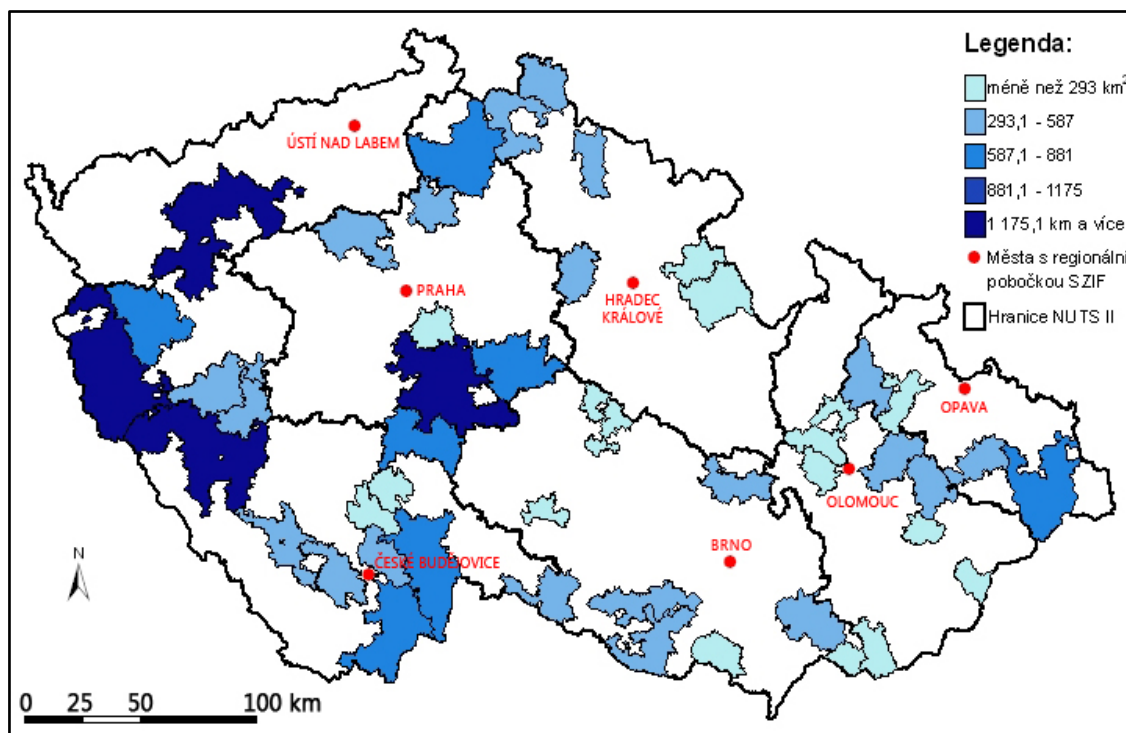 Legenda:
méně než 293 km²
293,1 - 587
587,1 - 881
881,1 - 1175
1 175,1 km a více
Města s regionální
pobočkou SZIF
Hranice NUTS II
ÚSTÍ NAD LABEM
PRAHA
HRADEC
KRÁLOVÉ
OPAVA
OLOMOUC
BRNO
ČESKÉ BUDĚJOVICE
N
0 25 50 100 km